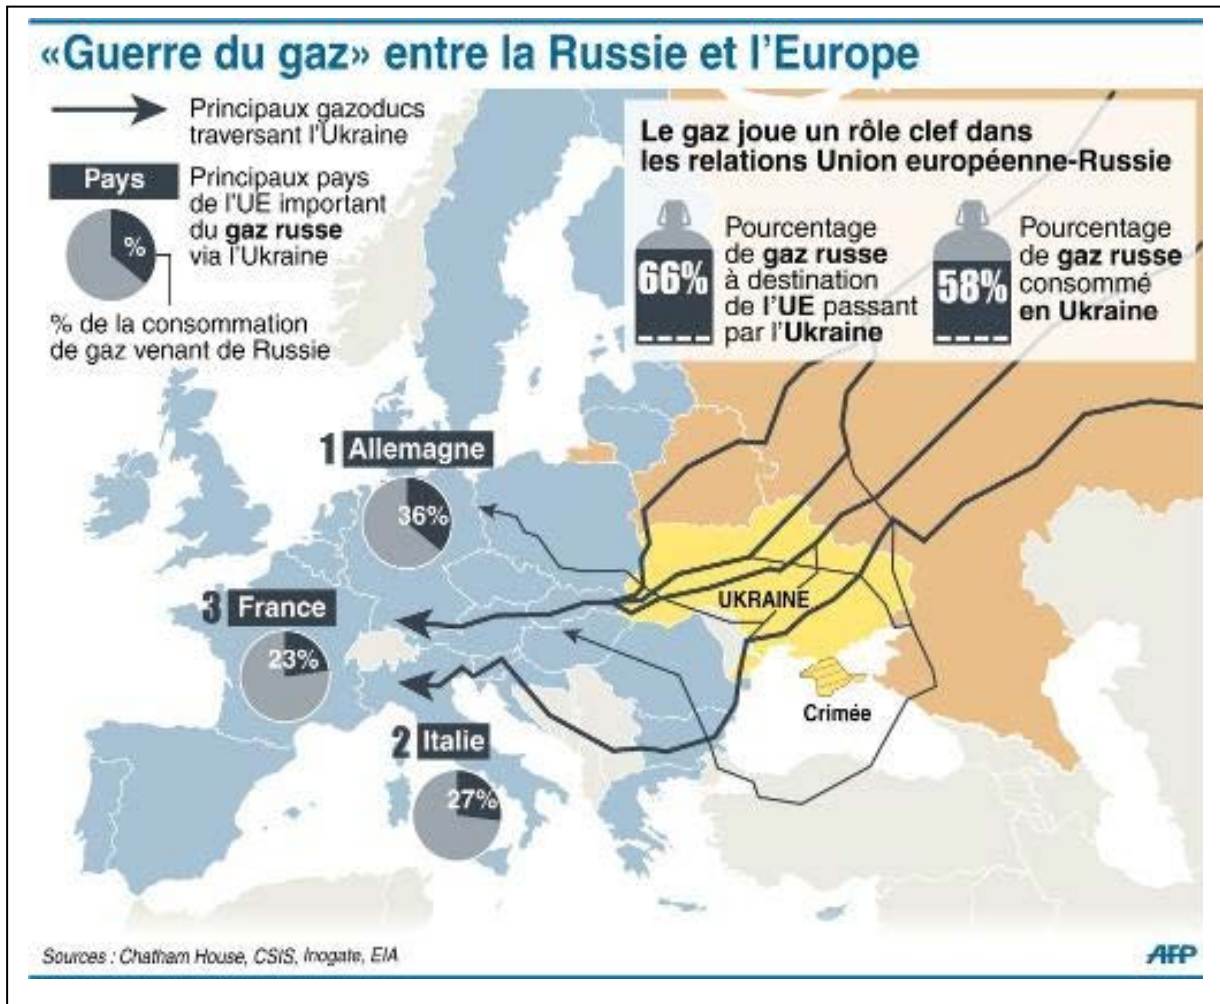 «Guerre du gaz» entre la Russie et l'Europe
Principaux gazoducs
traversant l'Ukraine
Pays
%
Principaux pays
de l'UE important
du gaz russe
via l'Ukraine
% de la consommation
de gaz venant de Russie
Le gaz joue un rôle clef dans
les relations Union européenne-Russie
66%
Pourcentage
de gaz russe
à destination
de l'UE passant
par l'Ukraine
58%
Pourcentage
de gaz russe
consommé
en Ukraine
1 Allemagne
36%
3 France
23%
2 Italie
27%
UKRAINE
Crimée
Sources : Chatham House, CSIS, Inogate, EIA
AFP